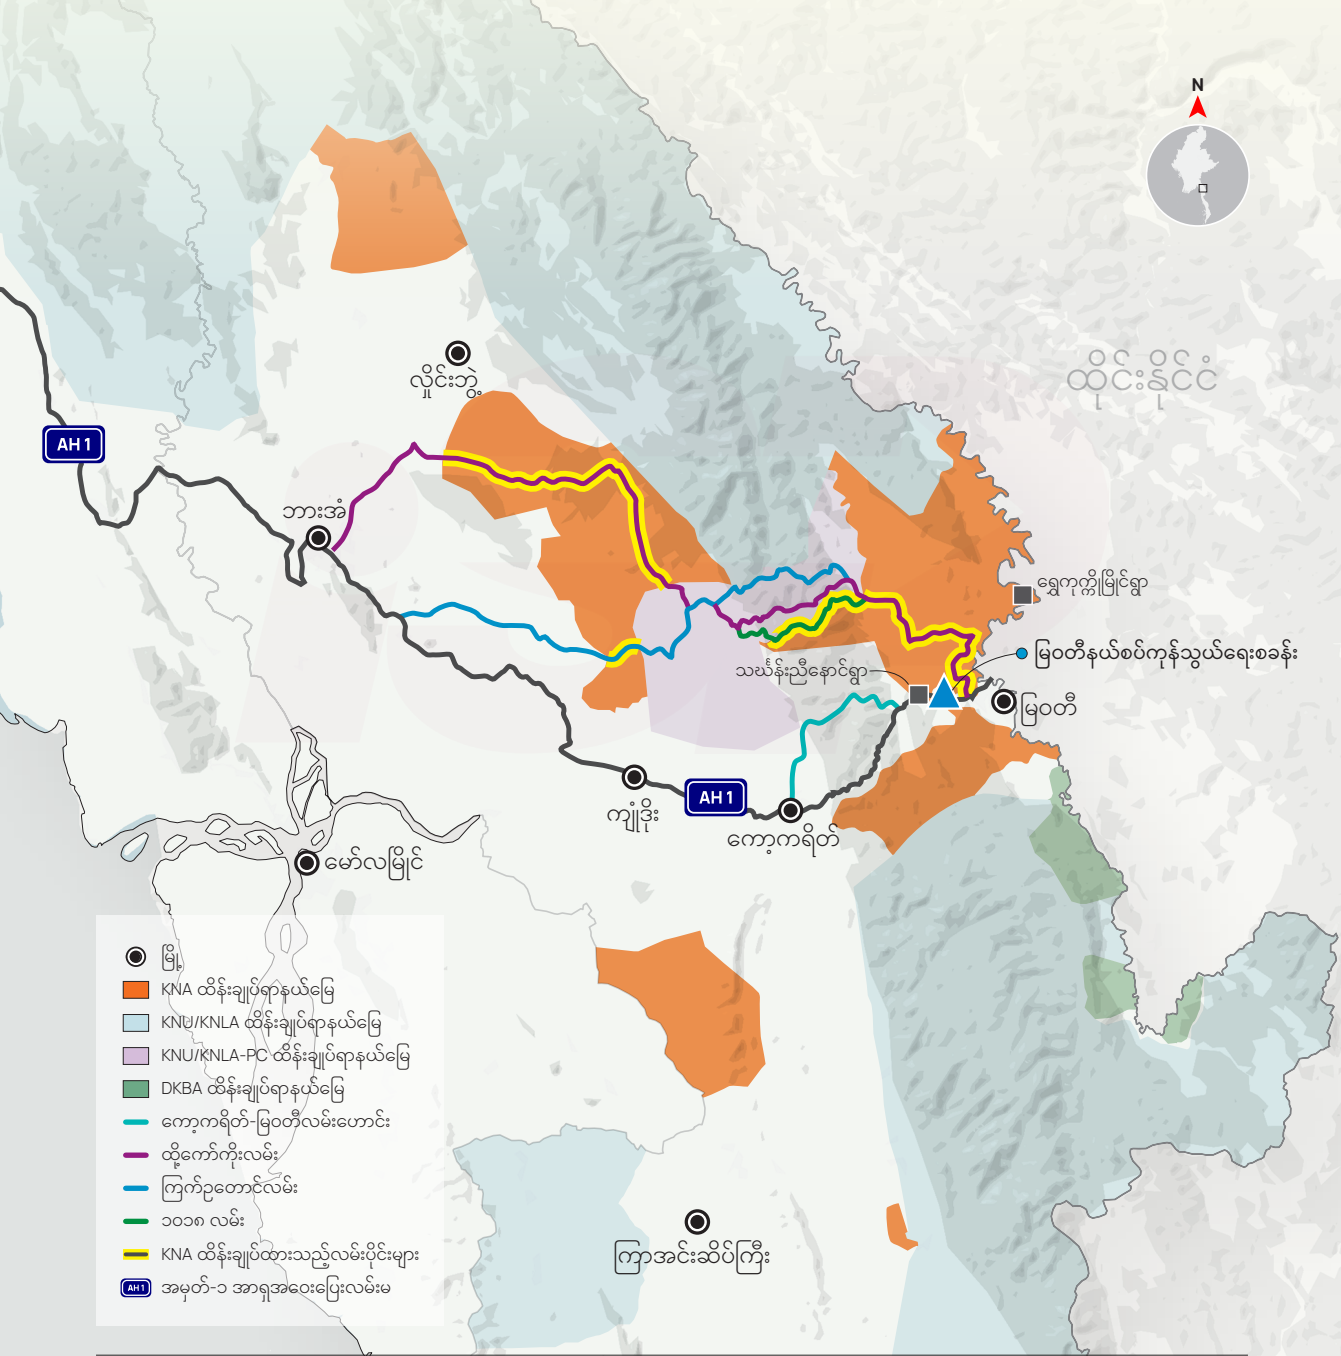 N
ထိုင်းနိုင်ငံ
လှိုင်းဘွဲ့
AH 1
ဘားအံ
ရွှေကုက္ကိုမြိုင်ရွာ
မြဝတီနယ်စပ်ကုန်သွယ်ရေးစခန်း
သင်္ဃန်းညီနောင်ရွာ
မြဝတီ
ကျုံဒိုး
AH 1
ကော့ကရိတ်
မော်လမြိုင်
မြို့
KNA ထိန်းချုပ်ရာနယ်မြေ
KNU/KNLA ထိန်းချုပ်ရာနယ်မြေ
KNU/KNLA-PC ထိန်းချုပ်ရာနယ်မြေ
DKBA ထိန်းချုပ်ရာနယ်မြေ
ကော့ကရိတ်-မြဝတီလမ်းဟောင်း
ထို့ကော်ကိုးလမ်း
ကြက်ဥတောင်လမ်း
၁၀၁၈ လမ်း
KNA ထိန်းချုပ်ထားသည့်လမ်းပိုင်းများ
AH 1 အမှတ်-၁ အာရှအဝေးပြေးလမ်းမ
ကြာအင်းဆိပ်ကြီး